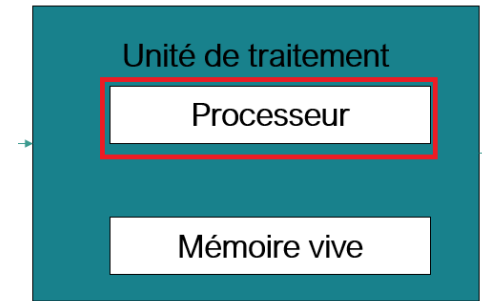 Unité de traitement
Processeur
Mémoire vive